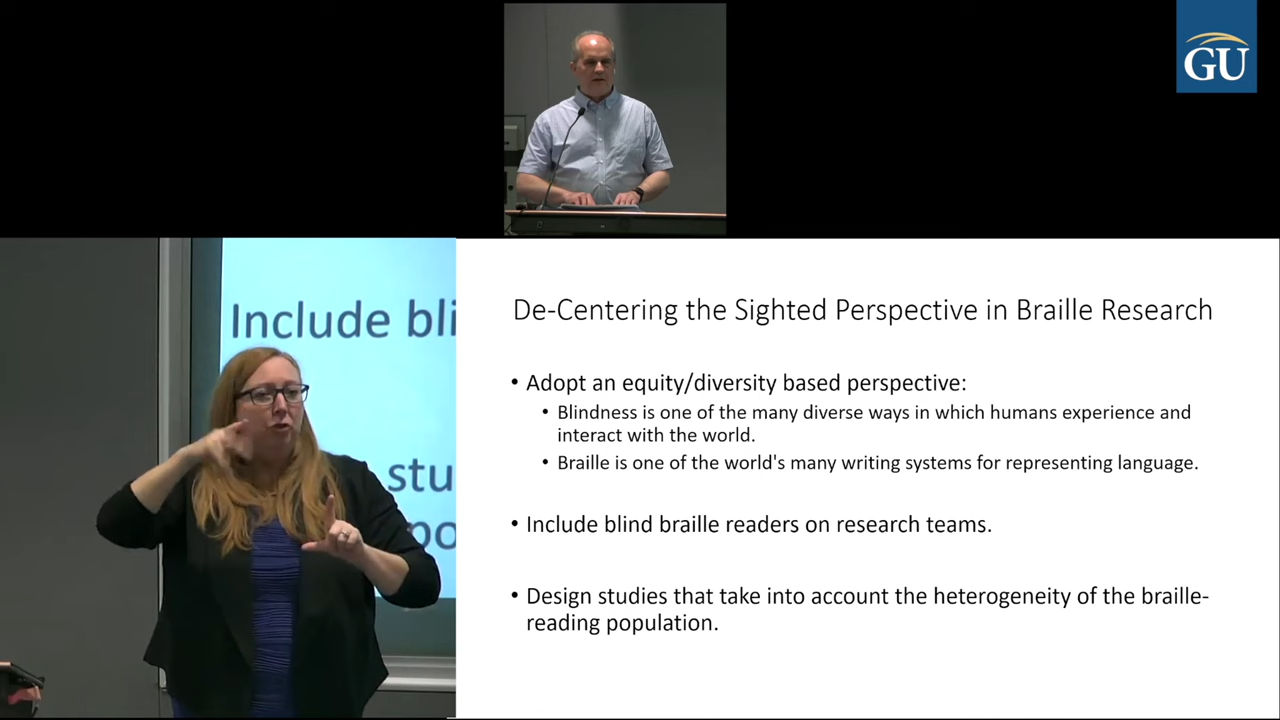 GU
Include bli
stu
po
De-Centering the Sighted Perspective in Braille Research
• Adopt an equity/diversity based perspective:
• Blindness is one of the many diverse ways in which humans experience and
interact with the world.
• Braille is one of the world's many writing systems for representing language.
• Include blind braille readers on research teams.
• Design studies that take into account the heterogeneity of the braille-
reading population.